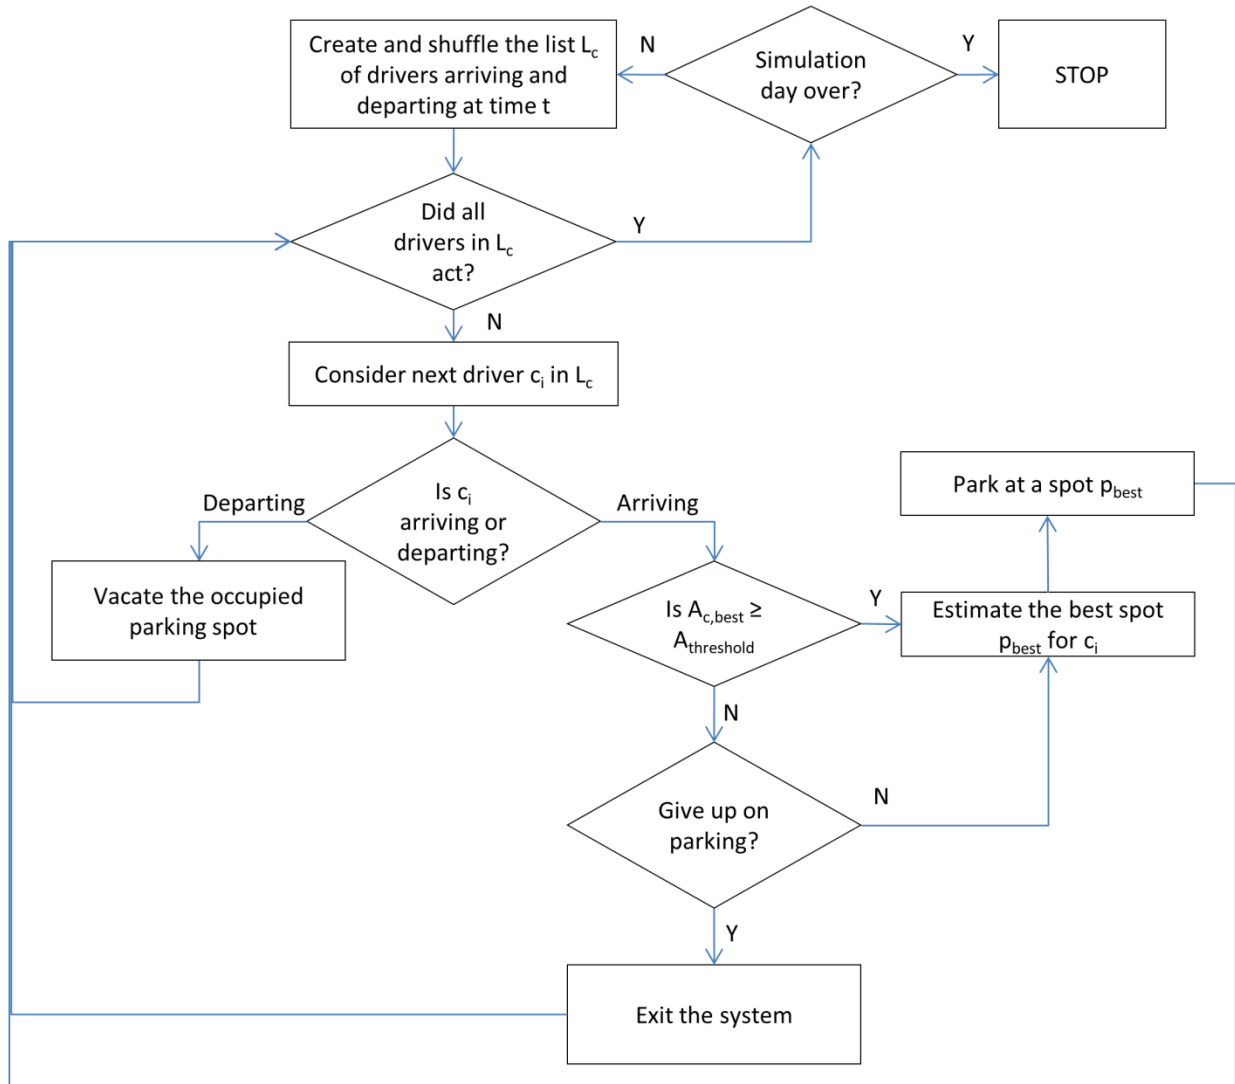 Create and shuffle the list Lc
of drivers arriving and
departing at time t
N
Simulation
day over?
Y
STOP
Did all
drivers in Lc
act?
Y
N
Consider next driver ci in Lc
Departing
Is ci
arriving or
departing?
Arriving
Park at a spot pbest
Vacate the occupied
parking spot
Is Ac,best ≥
Athreshold
Y
Estimate the best spot
pbest for ci
N
Give up on
parking?
N
Y
Exit the system